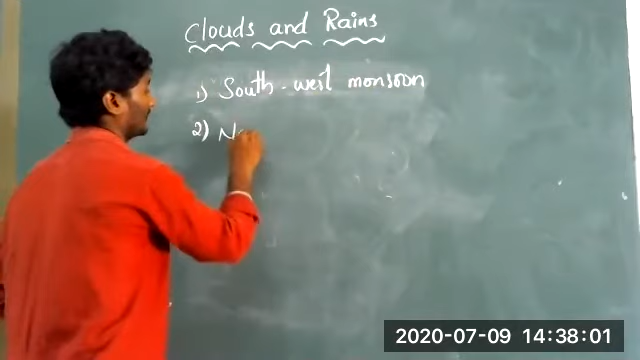 Clouds and Rains
1) South-west monsoon
2) N
2020-07-09 14:38:01